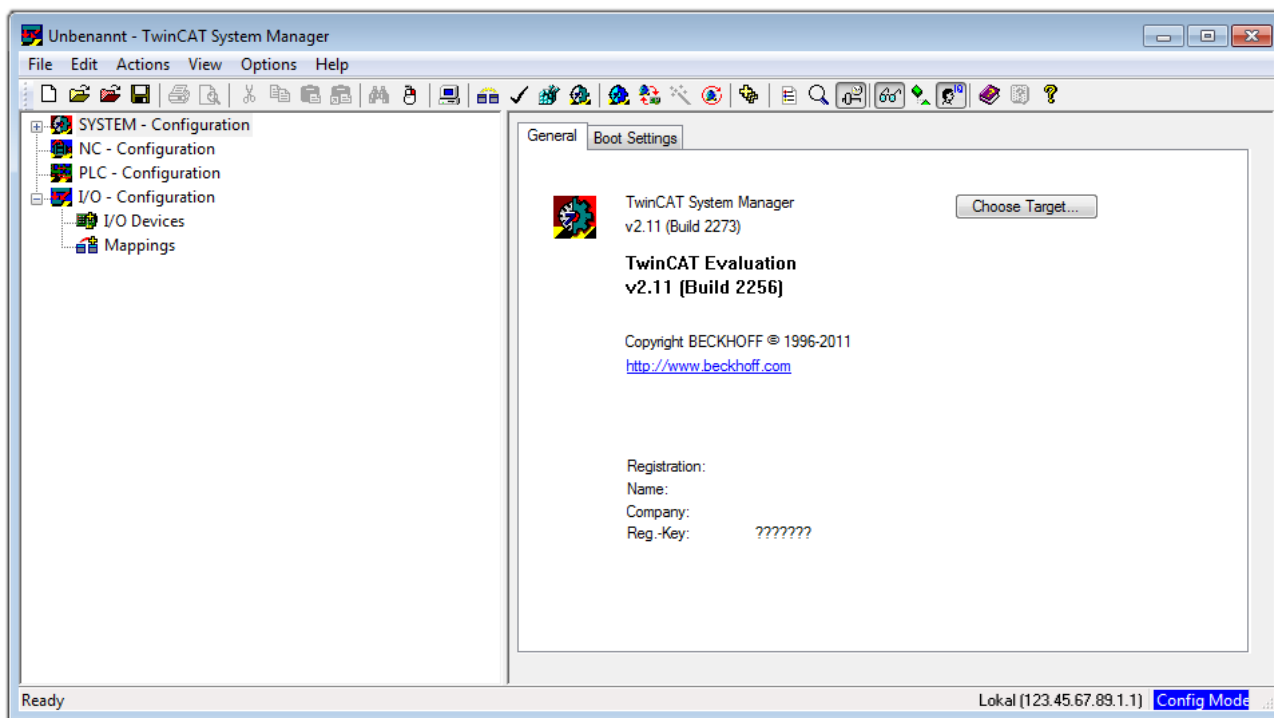 Unbenannt - TwinCAT System Manager
File Edit Actions View Options Help
SYSTEM - Configuration
NC - Configuration
PLC - Configuration
I/O - Configuration
I/O Devices
Mappings
General Boot Settings
TwinCAT System Manager
v2.11 (Build 2273)
Choose Target...
TwinCAT Evaluation
v2.11 (Build 2256)
Copyright BECKHOFF © 1996-2011
http://www.beckhoff.com
Registration:
Name:
Company:
Reg.-Key: ???????
Ready Lokal (123.45.67.89.1.1) Config Mode